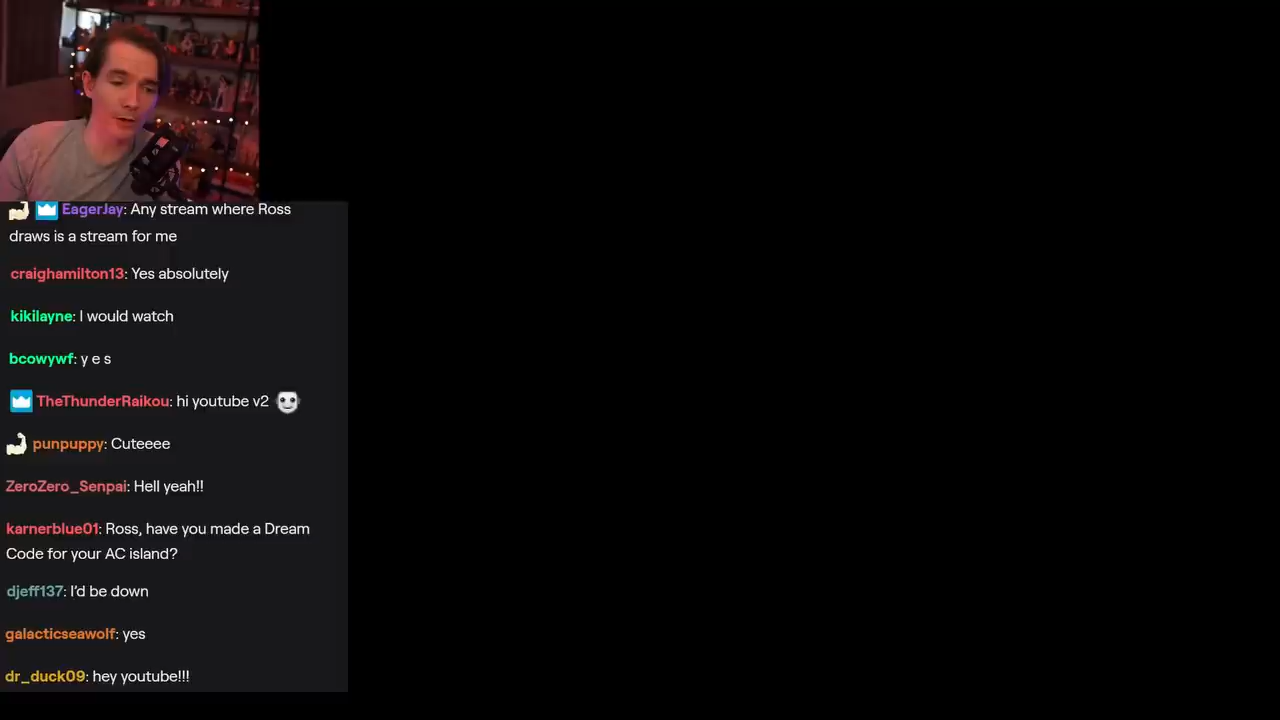 EagerJay: Any stream where Ross
draws is a stream for me
craighamilton13: Yes absolutely
kikilayne: I would watch
bcowywf: y e s
TheThunderRaikou: hi youtube v2
punpuppy: Cuteeee
ZeroZero_Senpai: Hell yeah!!
karnerblue01: Ross, have you made a Dream
Code for your AC island?
djeff137: I'd be down
galacticseawolf: yes
dr_duck09: hey youtube!!!